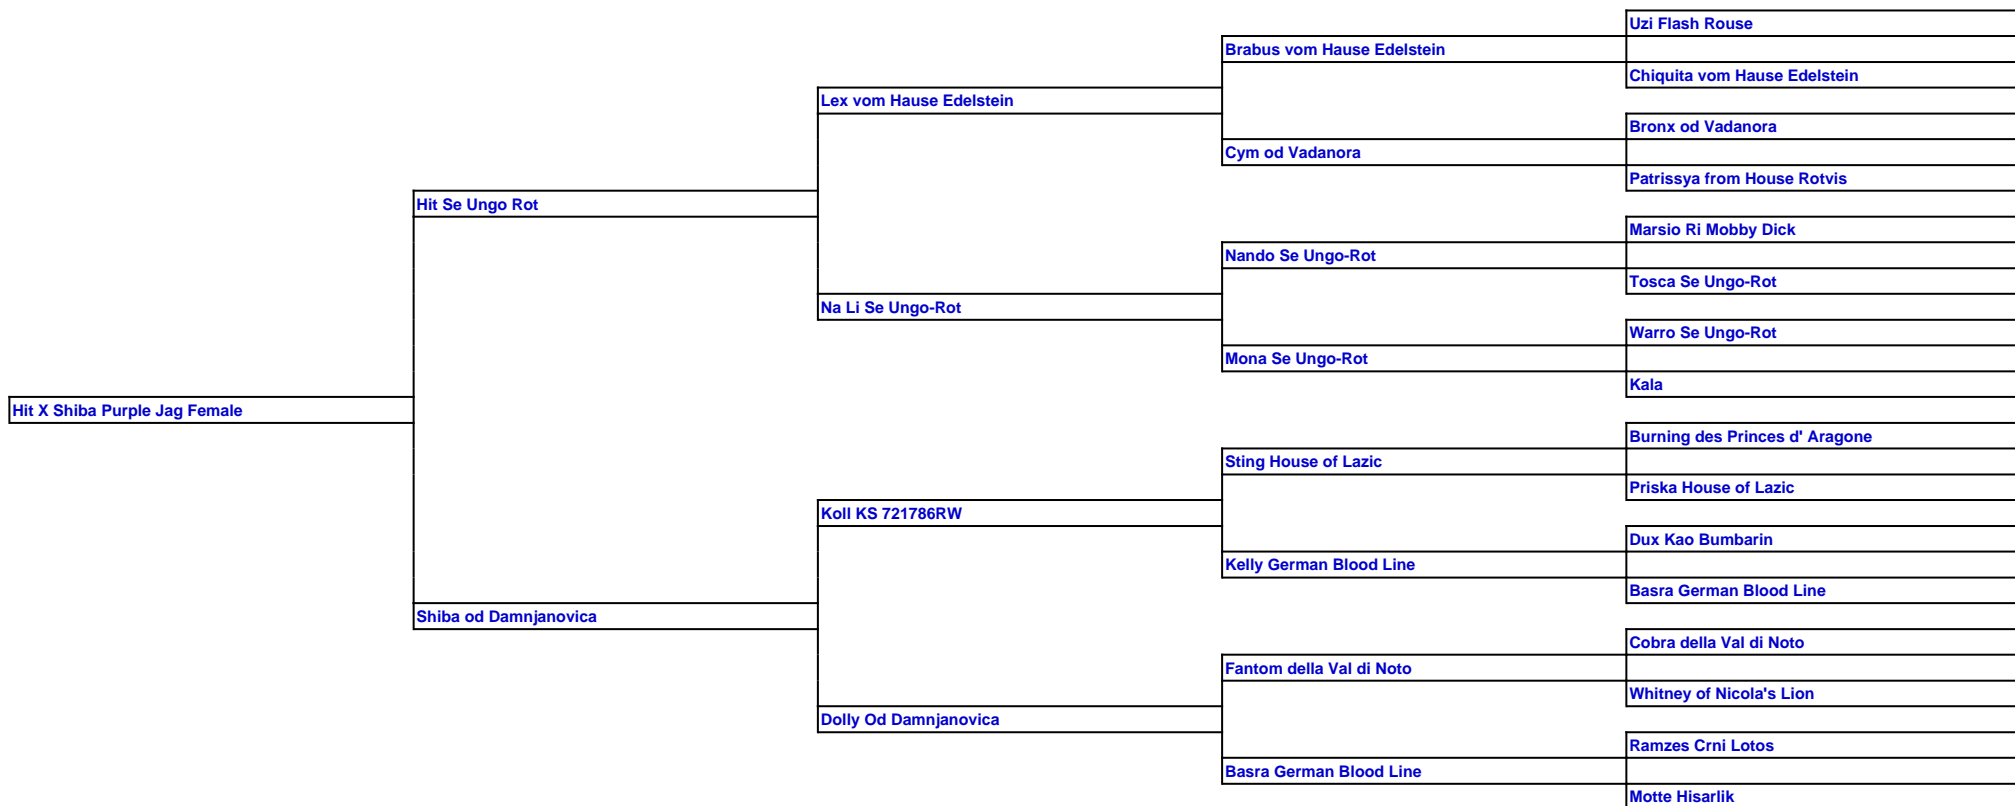 Uzi Flash Rouse
Brabus vom Hause Edelstein
Chiquita vom Hause Edelstein
Lex vom Hause Edelstein
Bronx od Vadanora
Cym od Vadanora
Patrissya from House Rotvis
Hit Se Ungo Rot
Marsio Ri Mobby Dick
Nando Se Ungo-Rot
Tosca Se Ungo-Rot
Na Li Se Ungo-Rot
Warro Se Ungo-Rot
Mona Se Ungo-Rot
Kala
Hit X Shiba Purple Jag Female
Burning des Princes d' Aragone
Sting House of Lazic
Priska House of Lazic
Koll KS 721786RW
Dux Kao Bumbarin
Kelly German Blood Line
Basra German Blood Line
Shiba od Damnjanovica
Cobra della Val di Noto
Fantom della Val di Noto
Whitney of Nicola's Lion
Dolly Od Damnjanovica
Ramzes Crni Lotos
Basra German Blood Line
Motte Hisarlik